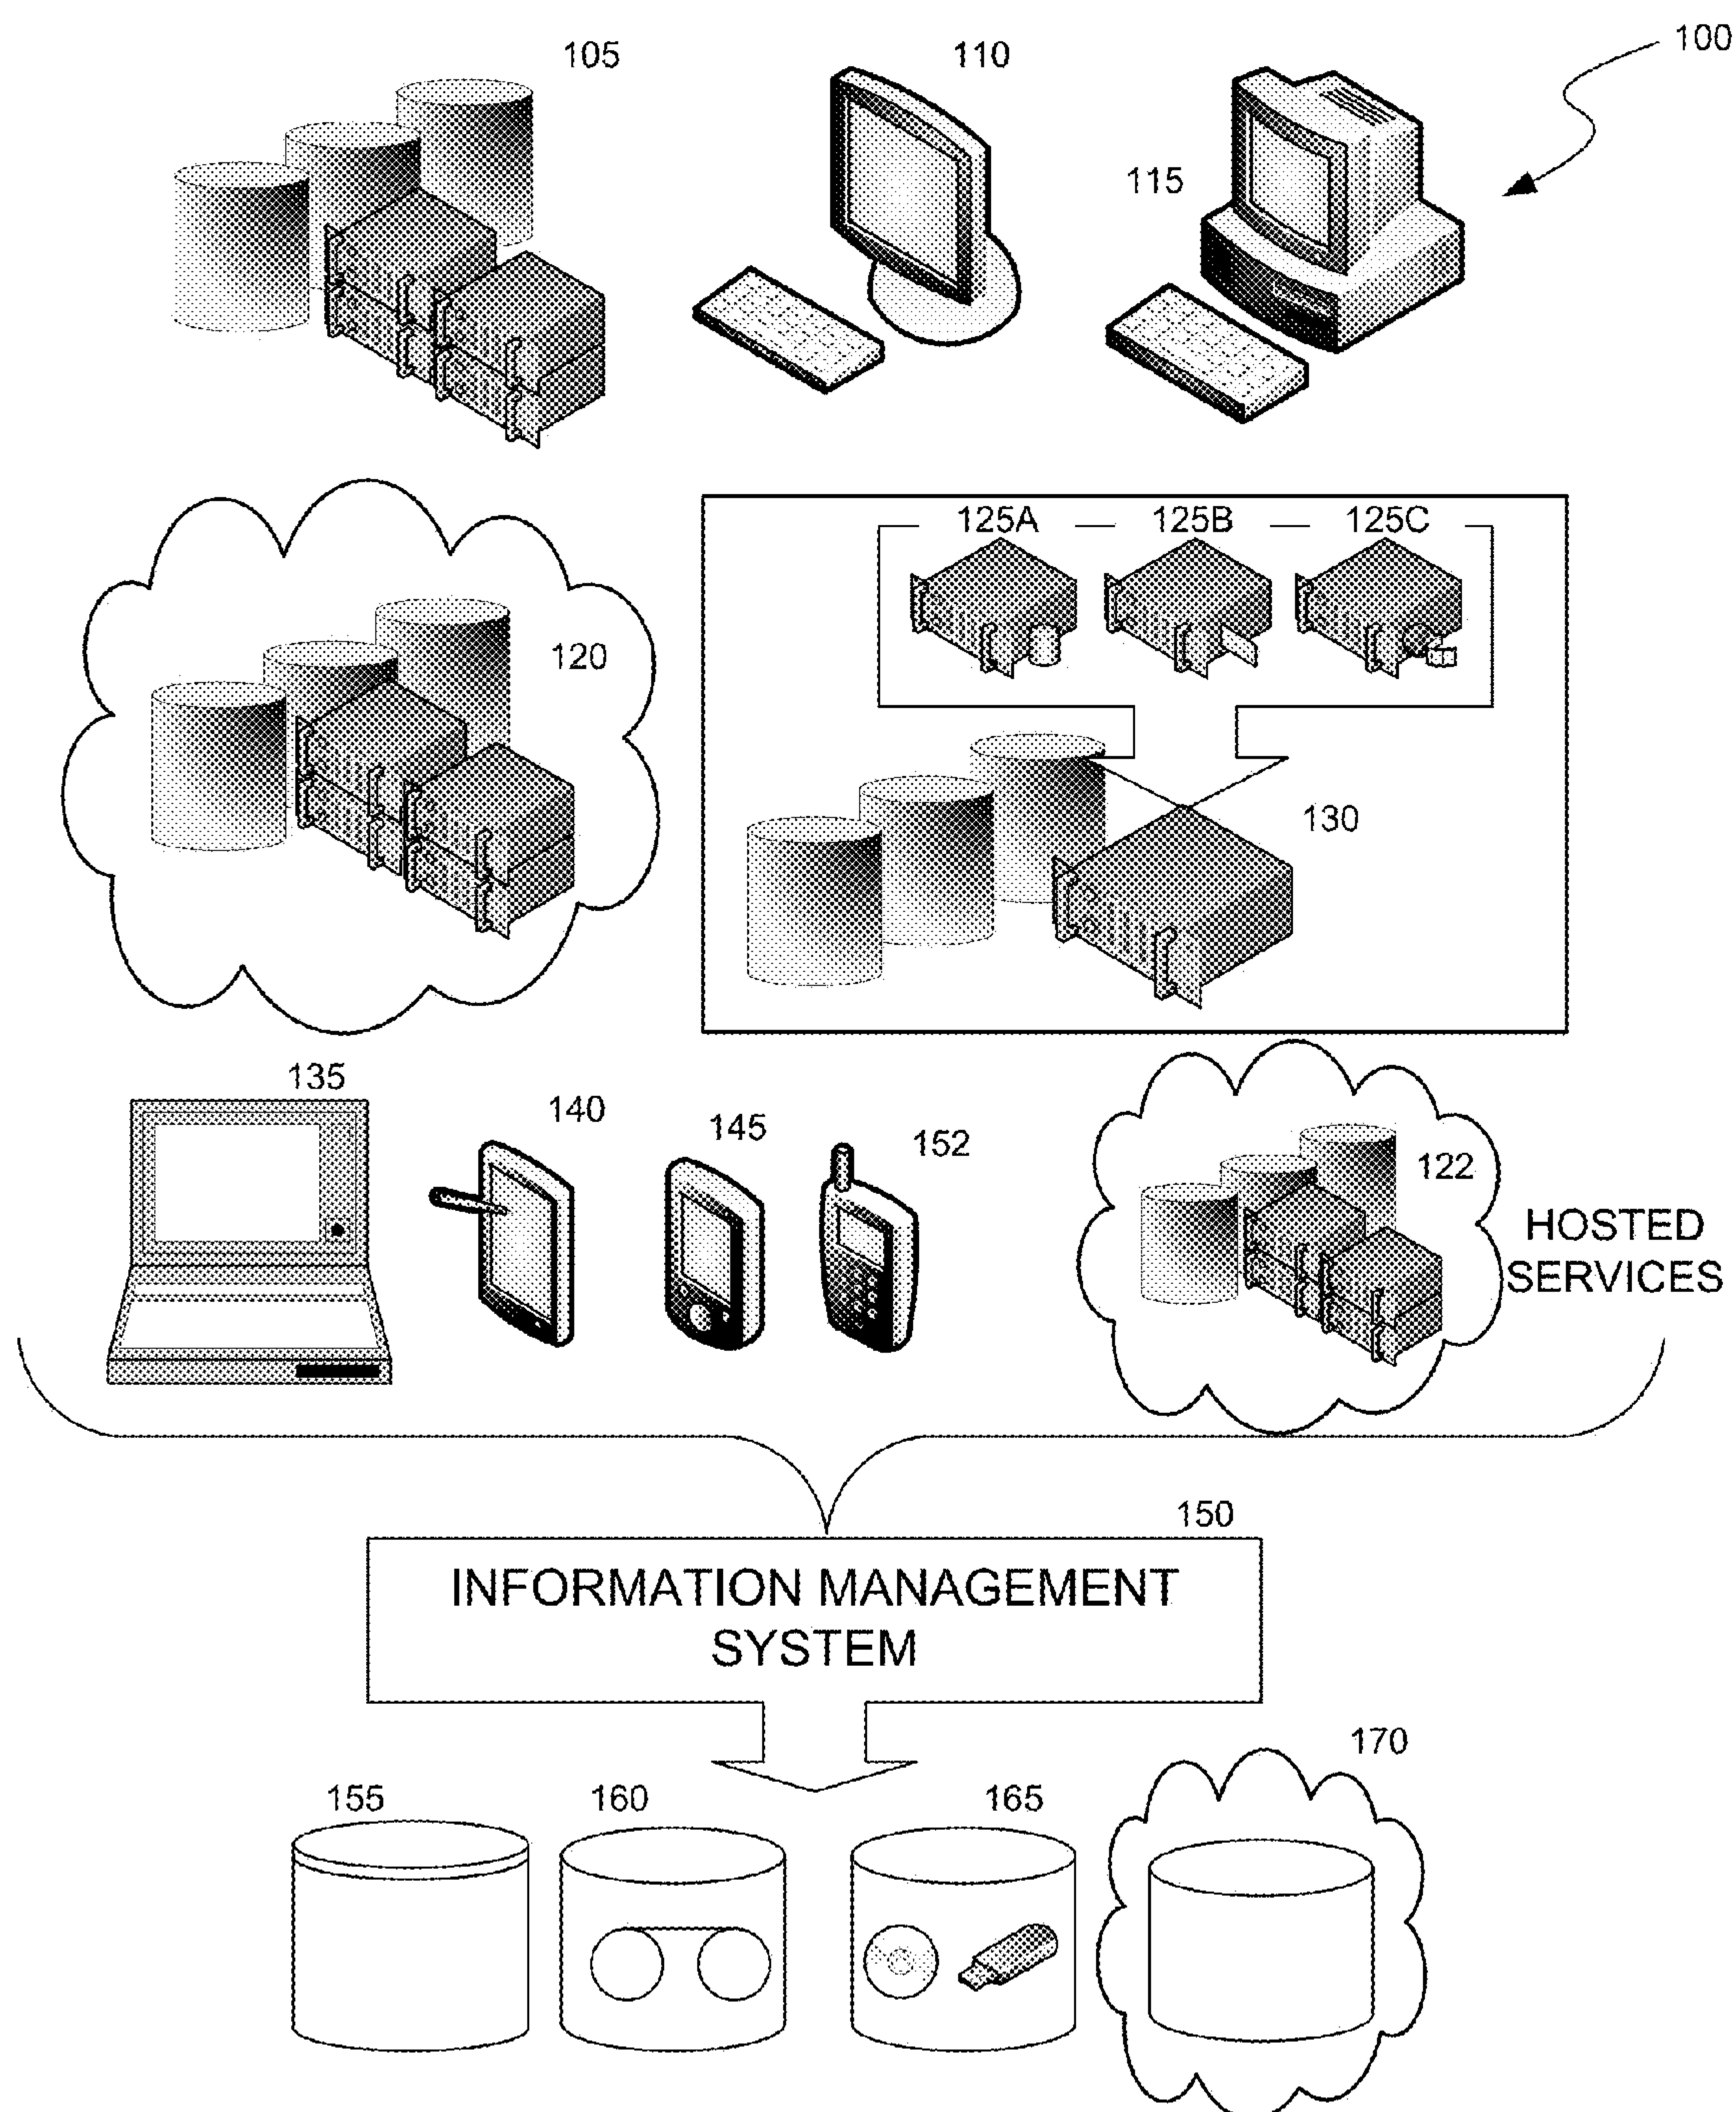 100
105
110
115
125A
125B
125C
120
130
135
140
145
152
122
HOSTED
SERVICES
150
INFORMATION MANAGEMENT
SYSTEM
170
155
160
165